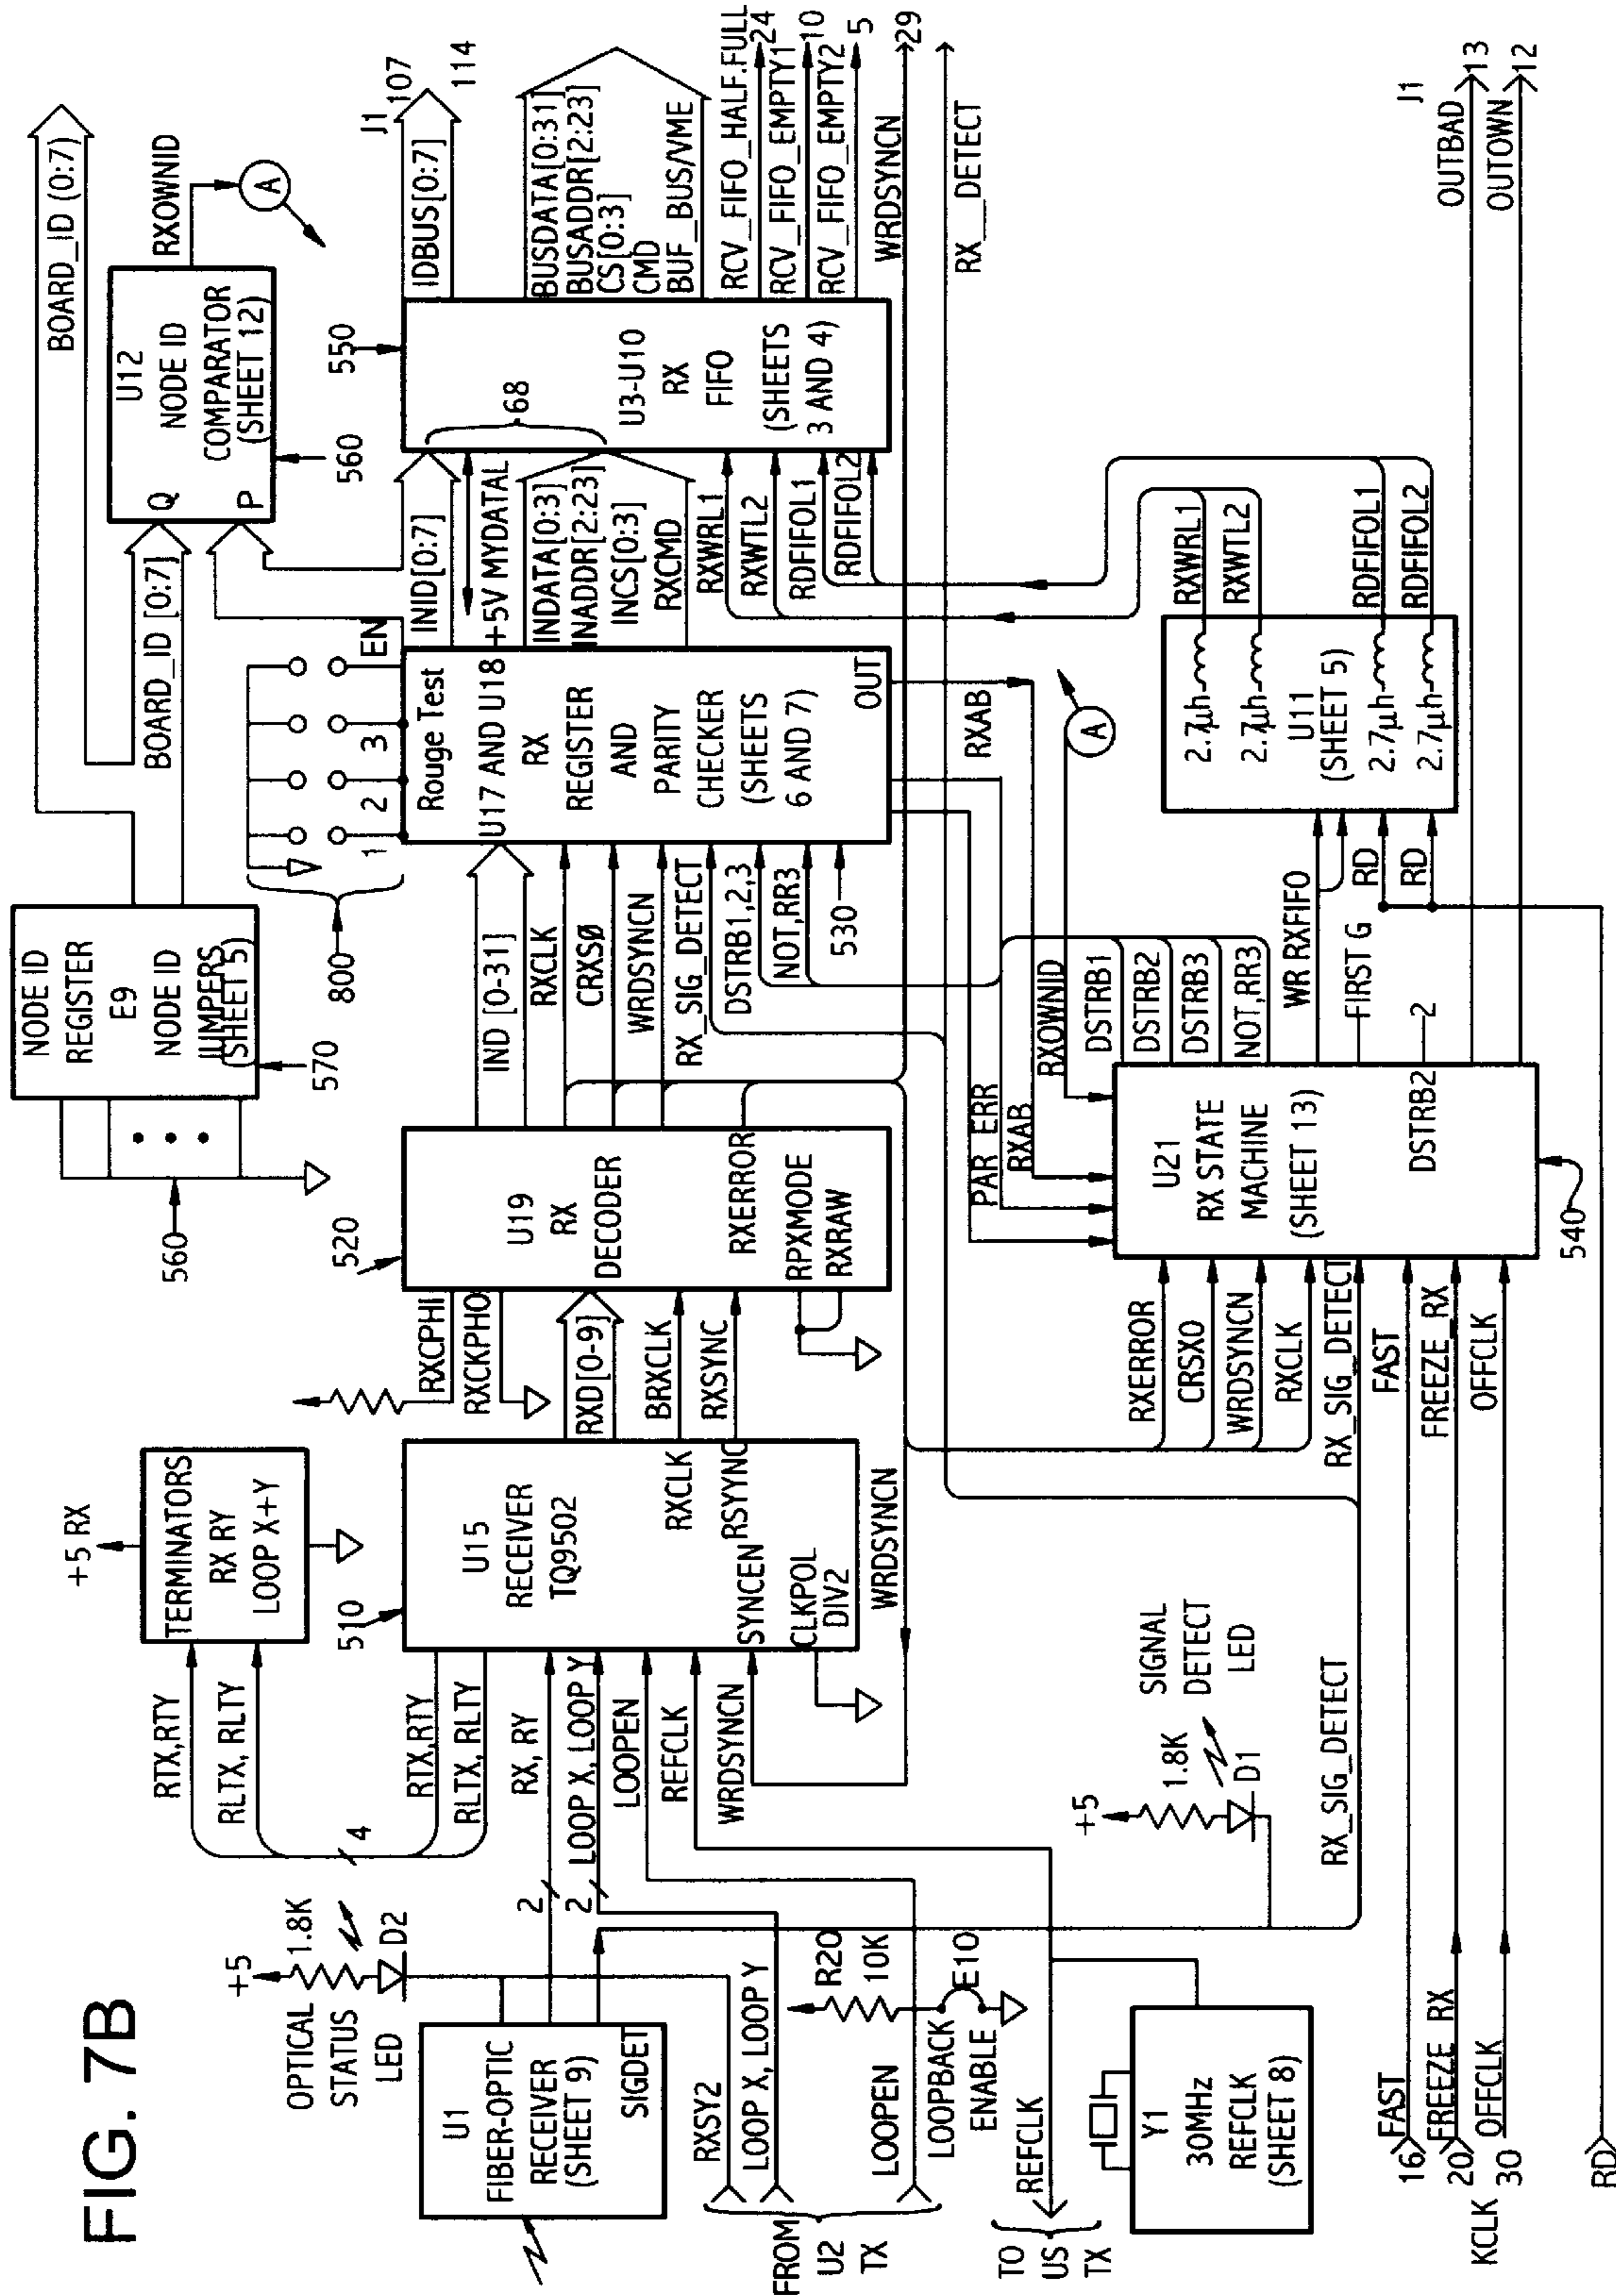 FIG. 7B
OPTICAL
STATUS
LED
+5
1.8K
D2
U1
FIBER-OPTIC
RECEIVER
(SHEET 9)
SIGDET
RXSY2
LOOP X, LOOP Y
LOOPEN
FROM
U2
TX
R20
10K
LOOPBACK
ENABLE
E10
REFCLK
TO
US
TX
Y1
30MHz
REFCLK
(SHEET 8)
16
FAST
20
FREEZE_RX
KCLK
30
OFFCLK
RD
+5 RX
TERMINATORS
RX RY
LOOP X+Y
RTX,RTY
RLTX, RLTY
4
RTX,RTY
RLTX, RLTY
RX, RY
2
LOOP X, LOOP Y
2
LOOPEN
REFCLK
WRDSYNCN
510
U15
RECEIVER
TQ9502
RXCLK
RSYYNC
SYNCEN
CLKPOL
DIV2
WRDSYNCN
+5
1.8K
D1
SIGNAL
DETECT
LED
RX_SIG_DETECT
RXCPHI
RXCKPHO
RXD[0-9]
BRXCLK
RXSYNC
520
U19
RX
DECODER
RXERROR
RPXMODE
RXRAW
RXERROR
CRSXO
WRDSYNCN
RXCLK
RX_SIG_DETECT
FAST
FREEZE_RX
OFFCLK
560
NODE ID
REGISTER
E9
NODE ID
JUMPERS
(SHEET 5)
570
800
IND [0-31]
RXCLK
CRXSØ
WRDSYNCN
RX_SIG_DETECT
DSTRB1,2,3
NOT,RR3
530
PAR ERR
RXAB
RXOWNID
U21
RX STATE
MACHINE
(SHEET 13)
DSTRB2
540
DSTRB1
DSTRB2
DSTRB3
NOT,RR3
WR RXFIFO
FIRST G
2
RD
RD
1
2
3
EN
Rouge Test
U17 AND U18
RX
REGISTER
AND
PARITY
CHECKER
(SHEETS
6 AND 7)
OUT
RXAB
A
BOARD_ID [0:7]
BOARD_ID (0:7)
INID[0:7]
+5V MYDATAL
INDATA[0:3]
INADDR[2:23]
INCS[0:3]
RXCMD
RXWRL1
RXWTL2
RDFIFOL1
RDFIFOL2
2.7µh
2.7µh
U11
(SHEET 5)
2.7µh
2.7µh
RXWRL1
RXWTL2
RDFIFOL1
RDFIFOL2
U12
NODE ID
COMPARATOR
(SHEET 12)
Q
P
560
RXOWNID
A
550
68
U3-U10
RX
FIFO
(SHEETS
3 AND 4)
J1
107
IDBUS[0:7]
114
BUSDATA[0:31]
BUSADDR[2:23]
CS[0:3]
CMD
BUF_BUS/VME
RCV_FIFO_HALF.FULL
24
RCV_FIFO_EMPTY1
10
RCV_FIFO_EMPTY2
5
WRDSYNCN
29
RX__DETECT
J1
OUTBAD
13
OUTOWN
12